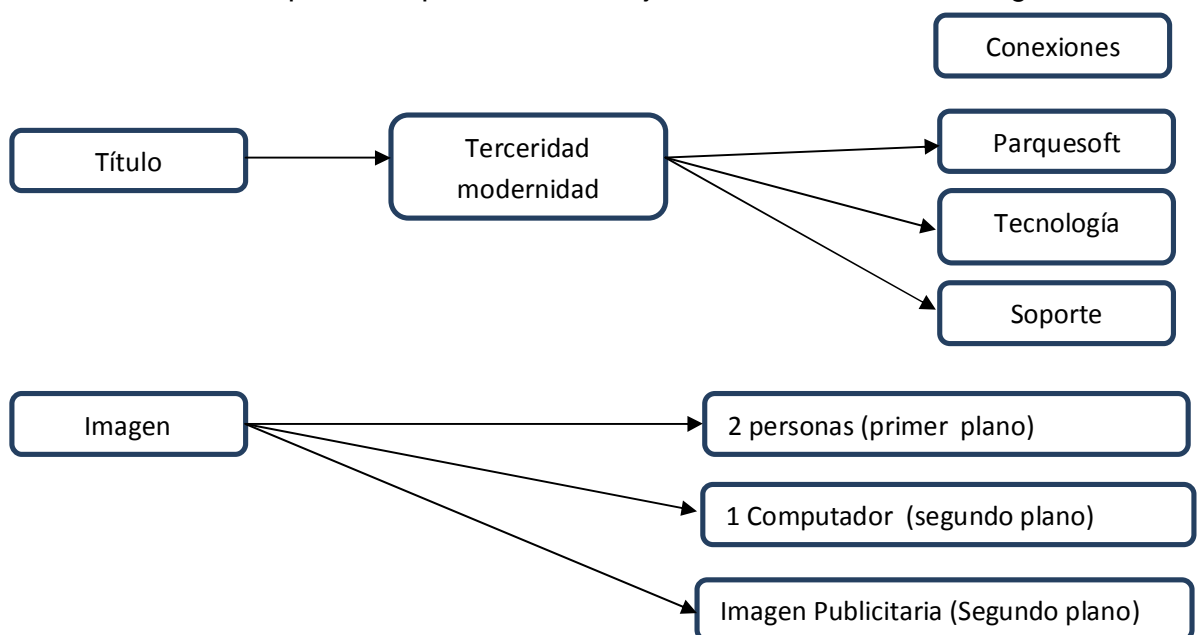 Conexiones
Título
Terceridad
modernidad
Parquesoft
Tecnología
Soporte
Imagen
2 personas (primer plano)
1 Computador (segundo plano)
Imagen Publicitaria (Segundo plano)